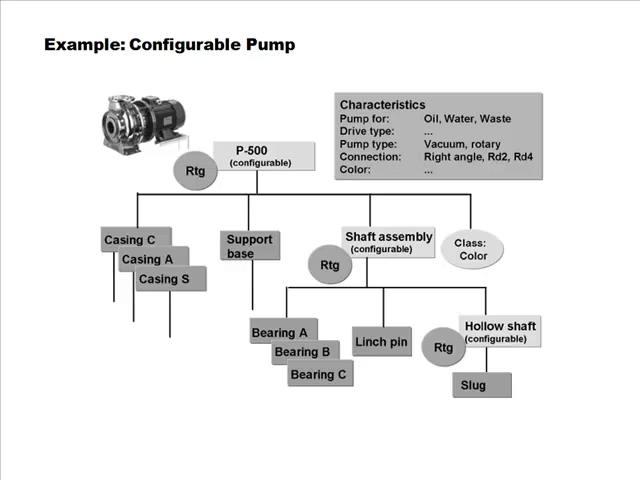 Example: Configurable Pump
Characteristics
Pump for: Oil, Water, Waste
Drive type: ...
Pump type: Vacuum, rotary
Connection: Right angle, Rd2, Rd4
Color: ...
P-500
(configurable)
Rtg
Casing C
Casing A
Casing S
Support
base
Shaft assembly
(configurable)
Rtg
Class:
Color
Bearing A
Bearing B
Bearing C
Linch pin
Hollow shaft
(configurable)
Rtg
Slug